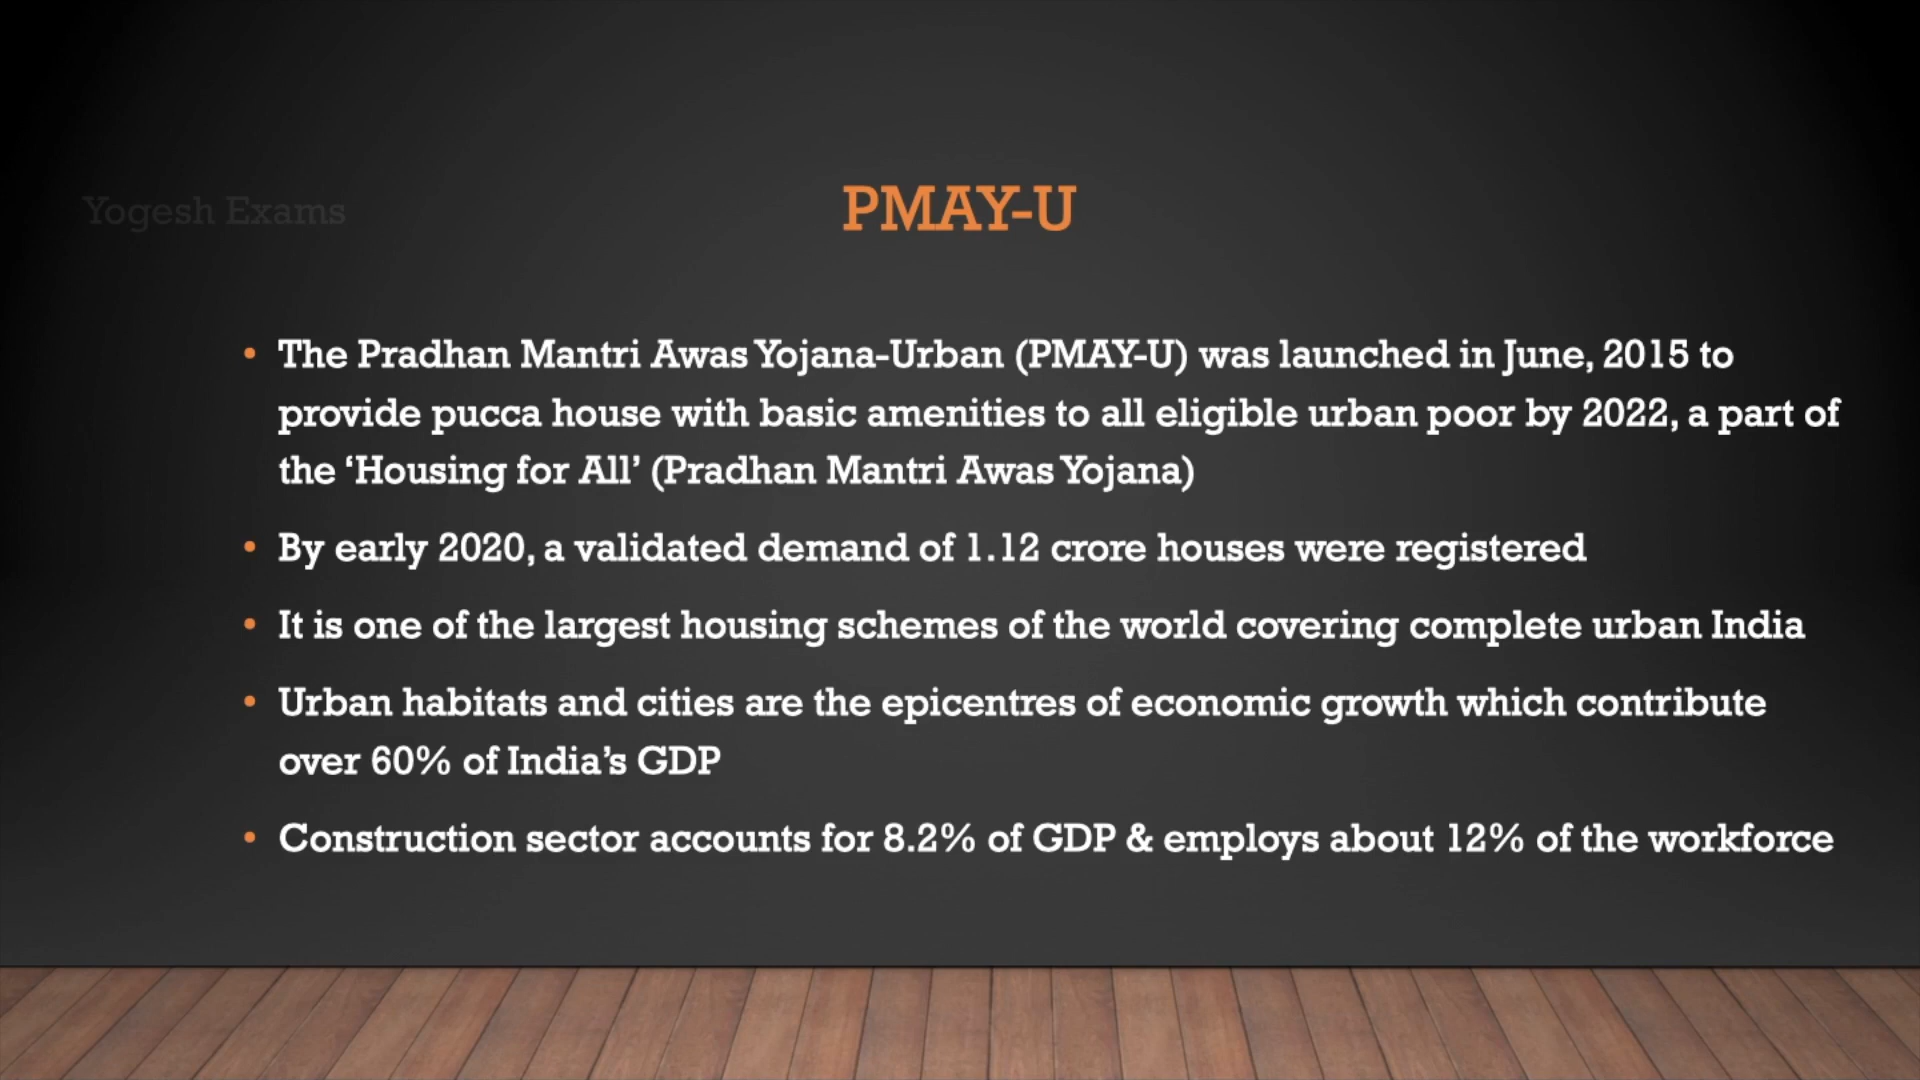 Yogesh Exams
PMAY-U
• The Pradhan Mantri Awas Yojana-Urban (PMAY-U) was launched in June, 2015 to
provide pucca house with basic amenities to all eligible urban poor by 2022, a part of
the ‘Housing for All’ (Pradhan Mantri Awas Yojana)
• By early 2020, a validated demand of 1.12 crore houses were registered
• It is one of the largest housing schemes of the world covering complete urban India
• Urban habitats and cities are the epicentres of economic growth which contribute
over 60% of India’s GDP
• Construction sector accounts for 8.2% of GDP & employs about 12% of the workforce